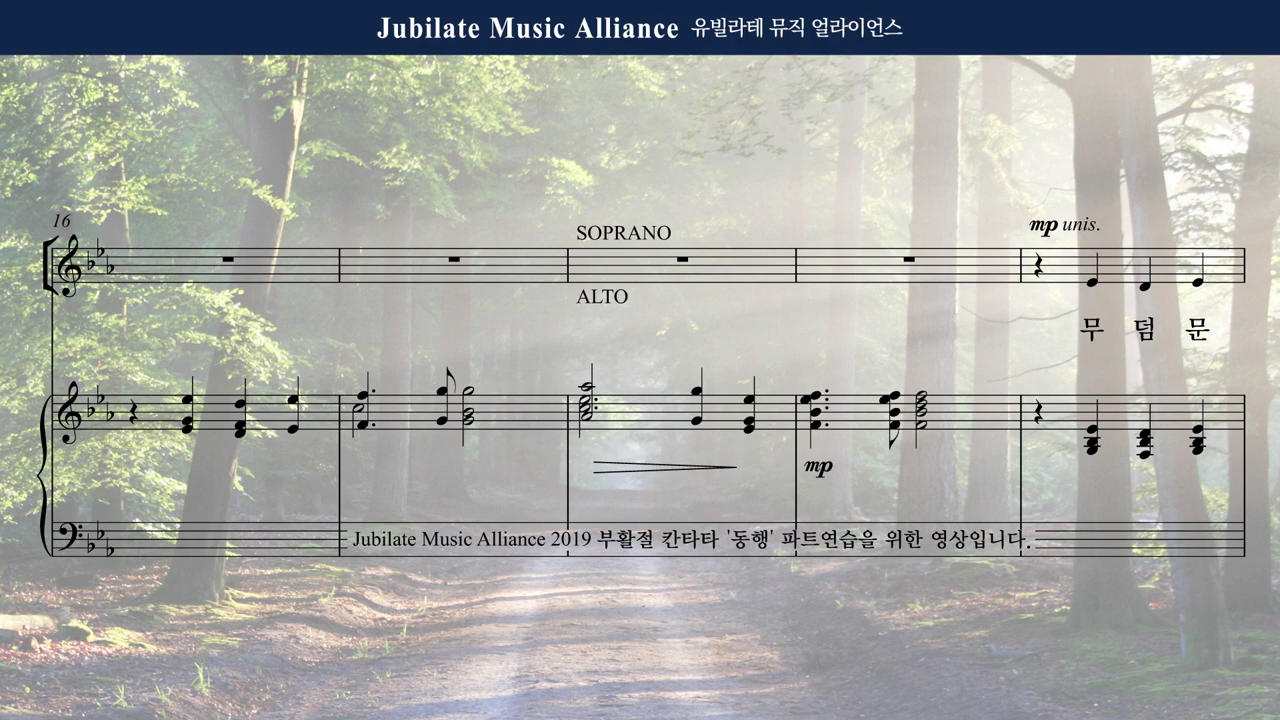 Jubilate Music Alliance 유빌라테 뮤직 얼라이언스
16
SOPRANO
mp unis.
ALTO
무 덤 문
mp
Jubilate Music Alliance 2019 부활절 칸타타 '동행' 파트연습을 위한 영상입니다.